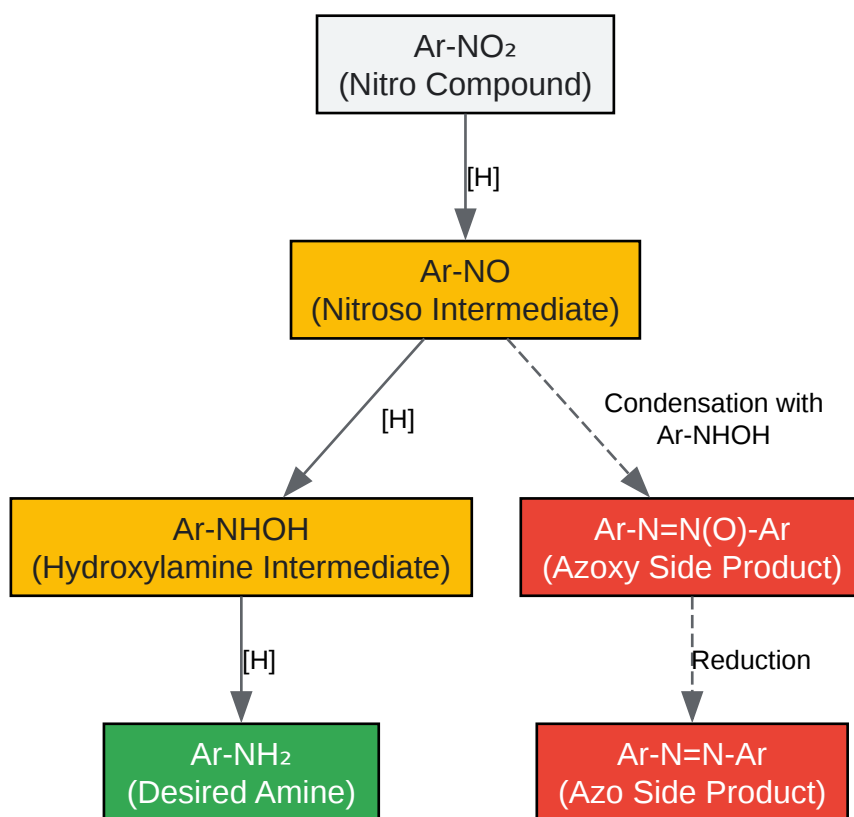 Ar-NO₂
(Nitro Compound)
[H]
Ar-NO
(Nitroso Intermediate)
[H]
Condensation with
Ar-NHOH
Ar-NHOH
(Hydroxylamine Intermediate)
Ar-N=N(O)-Ar
(Azoxy Side Product)
[H]
Reduction
Ar-NH₂
(Desired Amine)
Ar-N=N-Ar
(Azo Side Product)